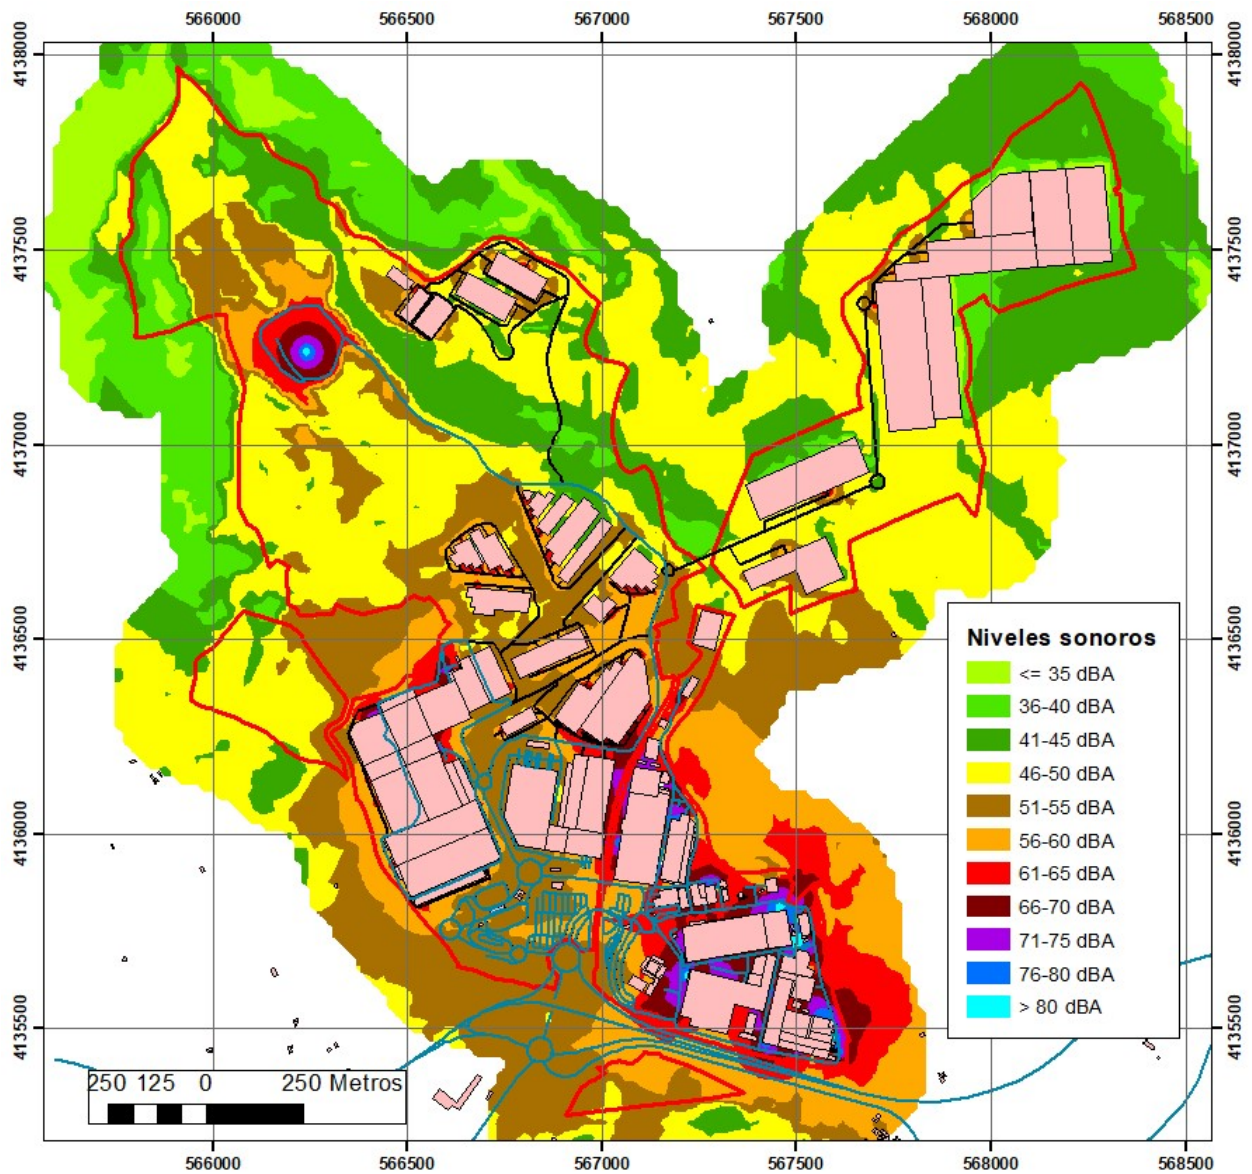 566000 566500 567000 567500 568000 568500
4138000 4138000
4137500 4137500
4137000 4137000
4136500 4136500
4136000 4136000
4135500 4135500
Niveles sonoros
<= 35 dBA
36-40 dBA
41-45 dBA
46-50 dBA
51-55 dBA
56-60 dBA
61-65 dBA
66-70 dBA
71-75 dBA
76-80 dBA
> 80 dBA
250 125 0 250 Metros
566000 566500 567000 567500 568000 568500